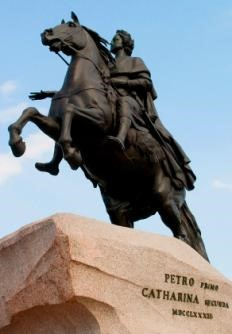 PETRO PRIMO
CATHARINA SECUNDA
MDCCLXXXII